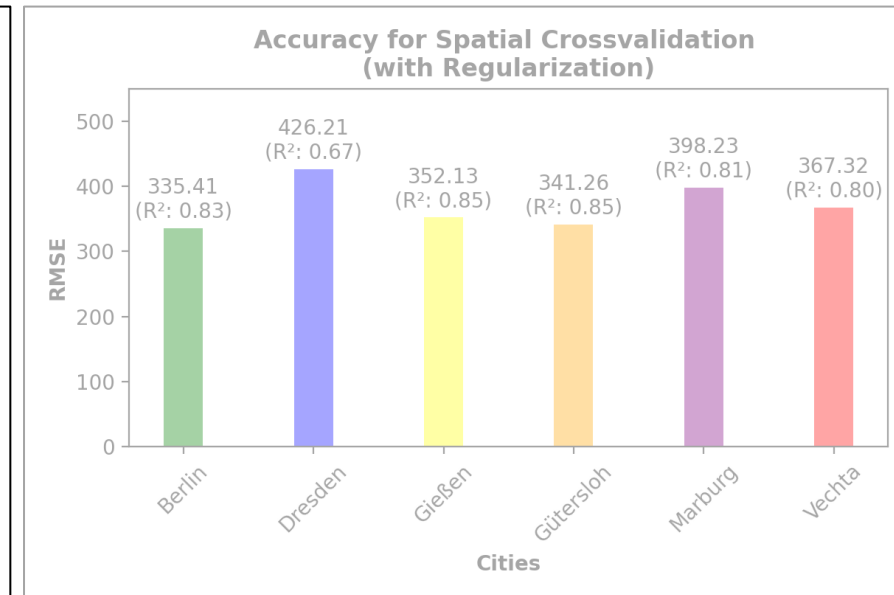 Accuracy for Spatial Crossvalidation
(with Regularization)
RMSE
500
400
300
200
100
0
335.41
(R²: 0.83)
426.21
(R²: 0.67)
352.13
(R²: 0.85)
341.26
(R²: 0.85)
398.23
(R²: 0.81)
367.32
(R²: 0.80)
Berlin
Dresden
Gießen
Gütersloh
Marburg
Vechta
Cities